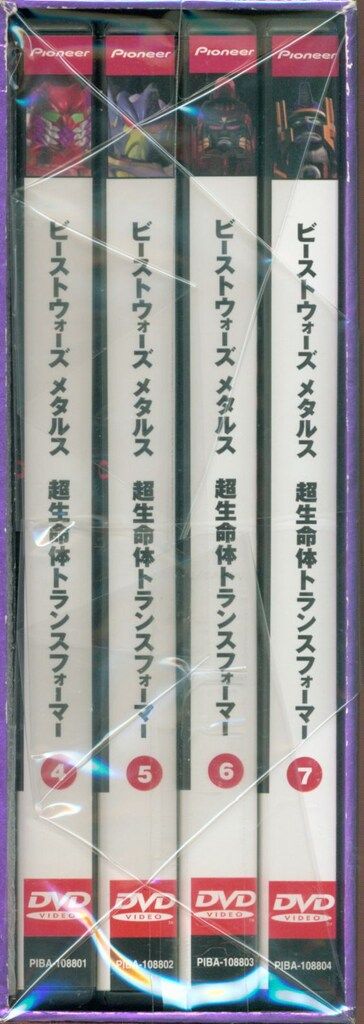 Pioneer
ビーストウォーズ メタルス 超生命体トランスフォーマー
4
DVD
VIDEO
PIBA-108801
Pioneer
ビーストウォーズ メタルス 超生命体トランスフォーマー
5
DVD
VIDEO
PIBA-108802
Pioneer
ビーストウォーズ メタルス 超生命体トランスフォーマー
6
DVD
VIDEO
PIBA-108803
Pioneer
ビーストウォーズ メタルス 超生命体トランスフォーマー
7
DVD
VIDEO
PIBA-108804